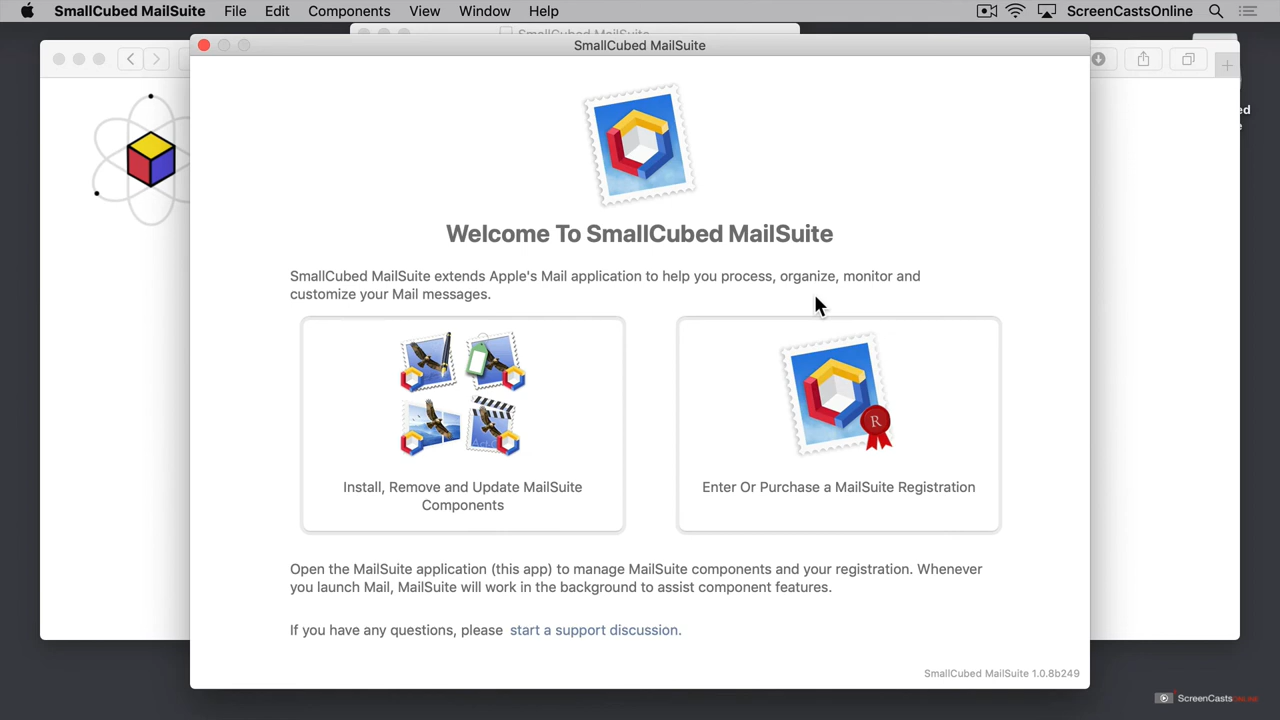 SmallCubed MailSuite File Edit Components View Window Help ScreenCastsOnline
SmallCubed MailSuite
SmallCubed MailSuite
Welcome To SmallCubed MailSuite
SmallCubed MailSuite extends Apple's Mail application to help you process, organize, monitor and
customize your Mail messages.
R
Install, Remove and Update MailSuite
Components
Enter Or Purchase a MailSuite Registration
Open the MailSuite application (this app) to manage MailSuite components and your registration. Whenever
you launch Mail, MailSuite will work in the background to assist component features.
If you have any questions, please start a support discussion.
SmallCubed MailSuite 1.0.8b249